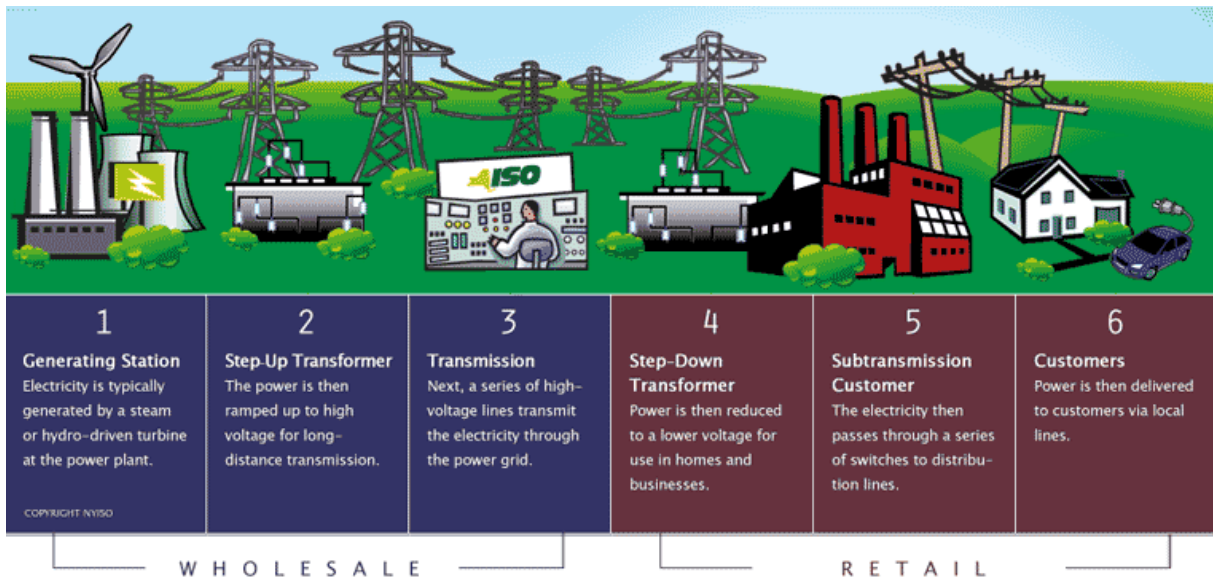 ISO
1
Generating Station
Electricity is typically
generated by a steam
or hydro-driven turbine
at the power plant.
COPYRIGHT NYISO
2
Step-Up Transformer
The power is then
ramped up to high
voltage for long-
distance transmission.
3
Transmission
Next, a series of high-
voltage lines transmit
the electricity through
the power grid.
4
Step-Down
Transformer
Power is then reduced
to a lower voltage for
use in homes and
businesses.
5
Subtransmission
Customer
The electricity then
passes through a series
of switches to distribu-
tion lines.
6
Customers
Power is then delivered
to customers via local
lines.
WHOLESALE
RETAIL